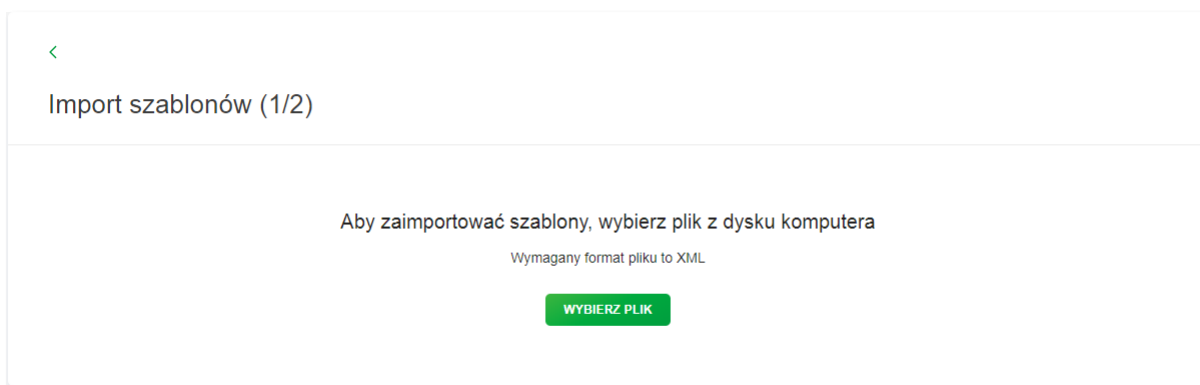 Import szablonów (1/2)
Aby zaimportować szablony, wybierz plik z dysku komputera
Wymagany format pliku to XML
WYBIERZ PLIK